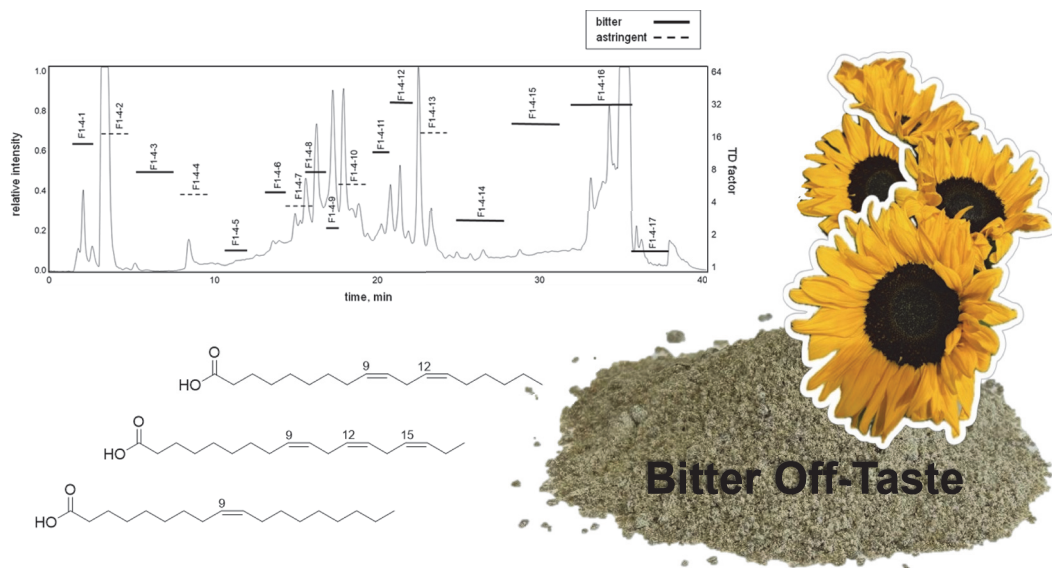 bitter
astringent
1.0
0.8
0.6
0.4
0.2
0.0
relative intensity
F1-4-1
F1-4-2
F1-4-3
F1-4-4
F1-4-5
F1-4-6
F1-4-7
F1-4-8
F1-4-9
F1-4-10
F1-4-11
F1-4-12
F1-4-13
F1-4-14
F1-4-15
F1-4-16
F1-4-17
64
32
16
8
4
2
1
TD factor
0 10 20 30 40
time, min
O
HO
9 12
O
HO
9 12 15
O
HO
9
Bitter Off-Taste